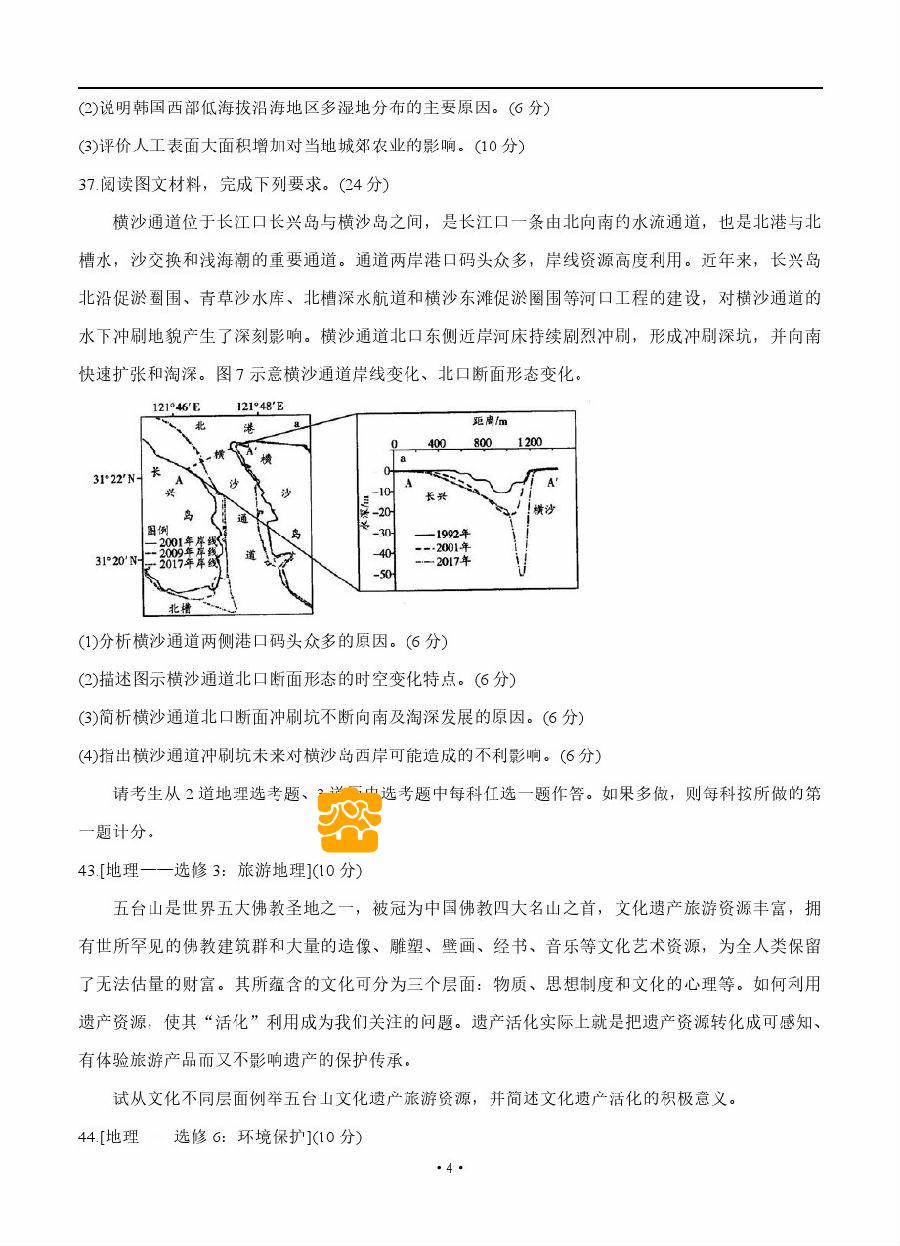 (2)说明韩国西部低海拔沿海地区多湿地分布的主要原因。(6 分)
(3)评价人工表面大面积增加对当地城郊农业的影响。(10 分)
37.阅读图文材料，完成下列要求。(24 分)
横沙通道位于长江口长兴岛与横沙岛之间，是长江口一条由北向南的水流通道，也是北港与北
槽水，沙交换和浅海潮的重要通道。通道两岸港口码头众多，岸线资源高度利用。近年来，长兴岛
北沿促淤圈围、青草沙水库、北槽深水航道和横沙东滩促淤圈围等河口工程的建设，对横沙通道的
水下冲刷地貌产生了深刻影响。横沙通道北口东侧近岸河床持续剧烈冲刷，形成冲刷深坑，并向南
快速扩张和淘深。图 7 示意横沙通道岸线变化、北口断面形态变化。
121°46′E 121°48′E
北 港 a
横 A′ 横
31°22′N 长 A 沙 沙
兴
岛 通 岛
图例
2001年岸线
2009年岸线 道
31°20′N 2017年岸线
北槽
距离/m
0 400 800 1200
a
0
A A′
-10 长兴
-20 横沙
水深/m
-30 1992年
-40 2001年
2017年
-50
(1)分析横沙通道两侧港口码头众多的原因。(6 分)
(2)描述图示横沙通道北口断面形态的时空变化特点。(6 分)
(3)简析横沙通道北口断面冲刷坑不断向南及淘深发展的原因。(6 分)
(4)指出横沙通道冲刷坑未来对横沙岛西岸可能造成的不利影响。(6 分)
请考生从 2 道地理选考题、3 道历史选考题中每科任选一题作答。如果多做，则每科按所做的第
一题计分。
43.[地理——选修 3：旅游地理](10 分)
五台山是世界五大佛教圣地之一，被冠为中国佛教四大名山之首，文化遗产旅游资源丰富，拥
有世所罕见的佛教建筑群和大量的造像、雕塑、壁画、经书、音乐等文化艺术资源，为全人类保留
了无法估量的财富。其所蕴含的文化可分为三个层面：物质、思想制度和文化的心理等。如何利用
遗产资源，使其“活化”利用成为我们关注的问题。遗产活化实际上就是把遗产资源转化成可感知、
有体验旅游产品而又不影响遗产的保护传承。
试从文化不同层面例举五台山文化遗产旅游资源，并简述文化遗产活化的积极意义。
44.[地理 选修 6：环境保护](10 分)
·4·